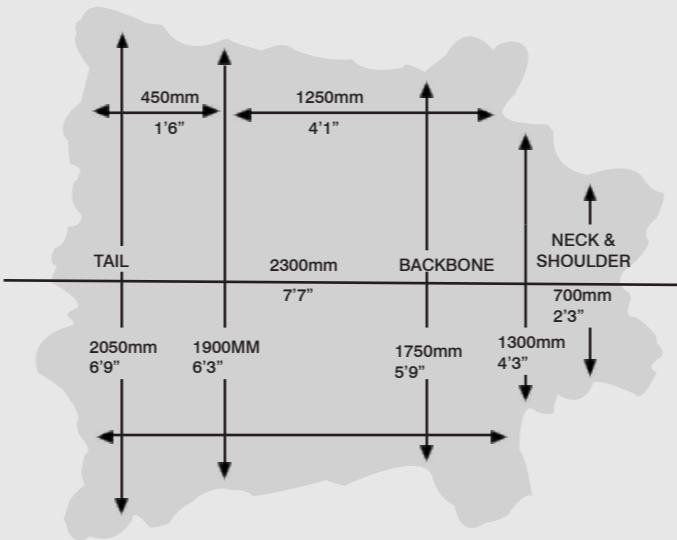 450mm
1’6”
1250mm
4’1”
TAIL
2300mm
7’7”
BACKBONE
NECK &
SHOULDER
700mm
2’3”
2050mm
6’9”
1900MM
6’3”
1750mm
5’9”
1300mm
4’3”